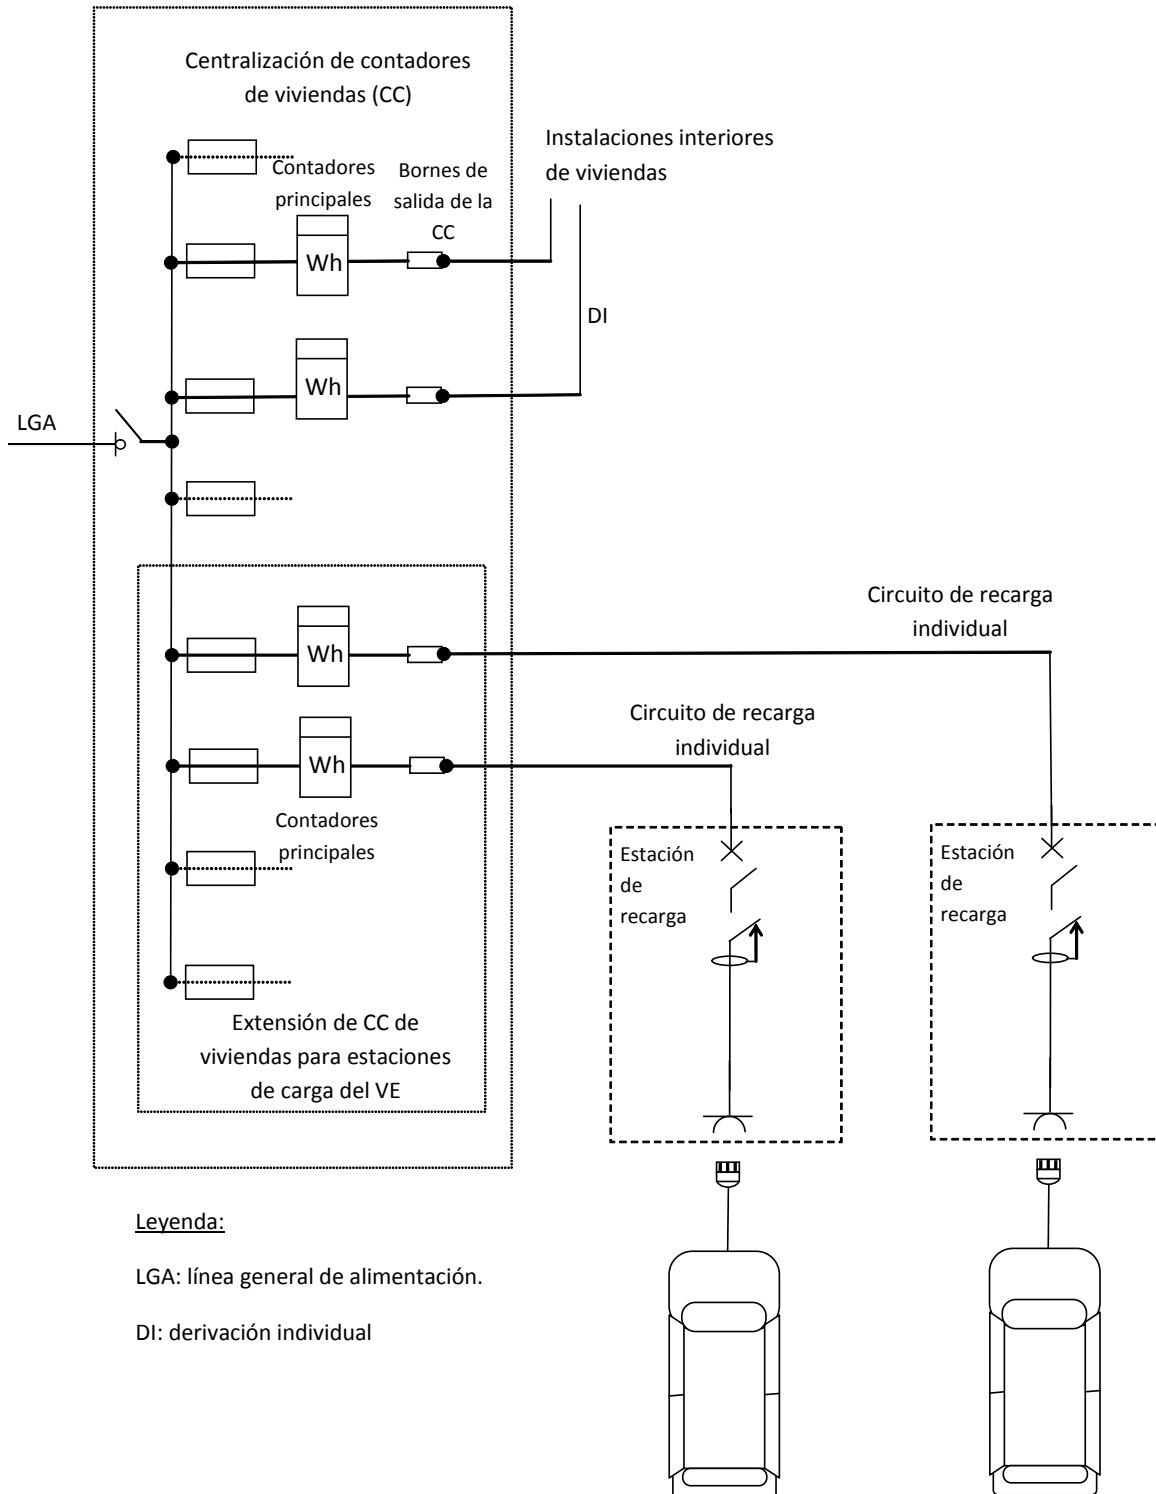 Centralización de contadores
de viviendas (CC)
Instalaciones interiores
de viviendas
Contadores
principales
Bornes de
salida de la
CC
Wh
DI
Wh
LGA
Circuito de recarga
individual
Wh
Circuito de recarga
individual
Wh
Contadores
principales
Estación
de
recarga
Estación
de
recarga
Extensión de CC de
viviendas para estaciones
de carga del VE
Leyenda:
LGA: línea general de alimentación.
DI: derivación individual